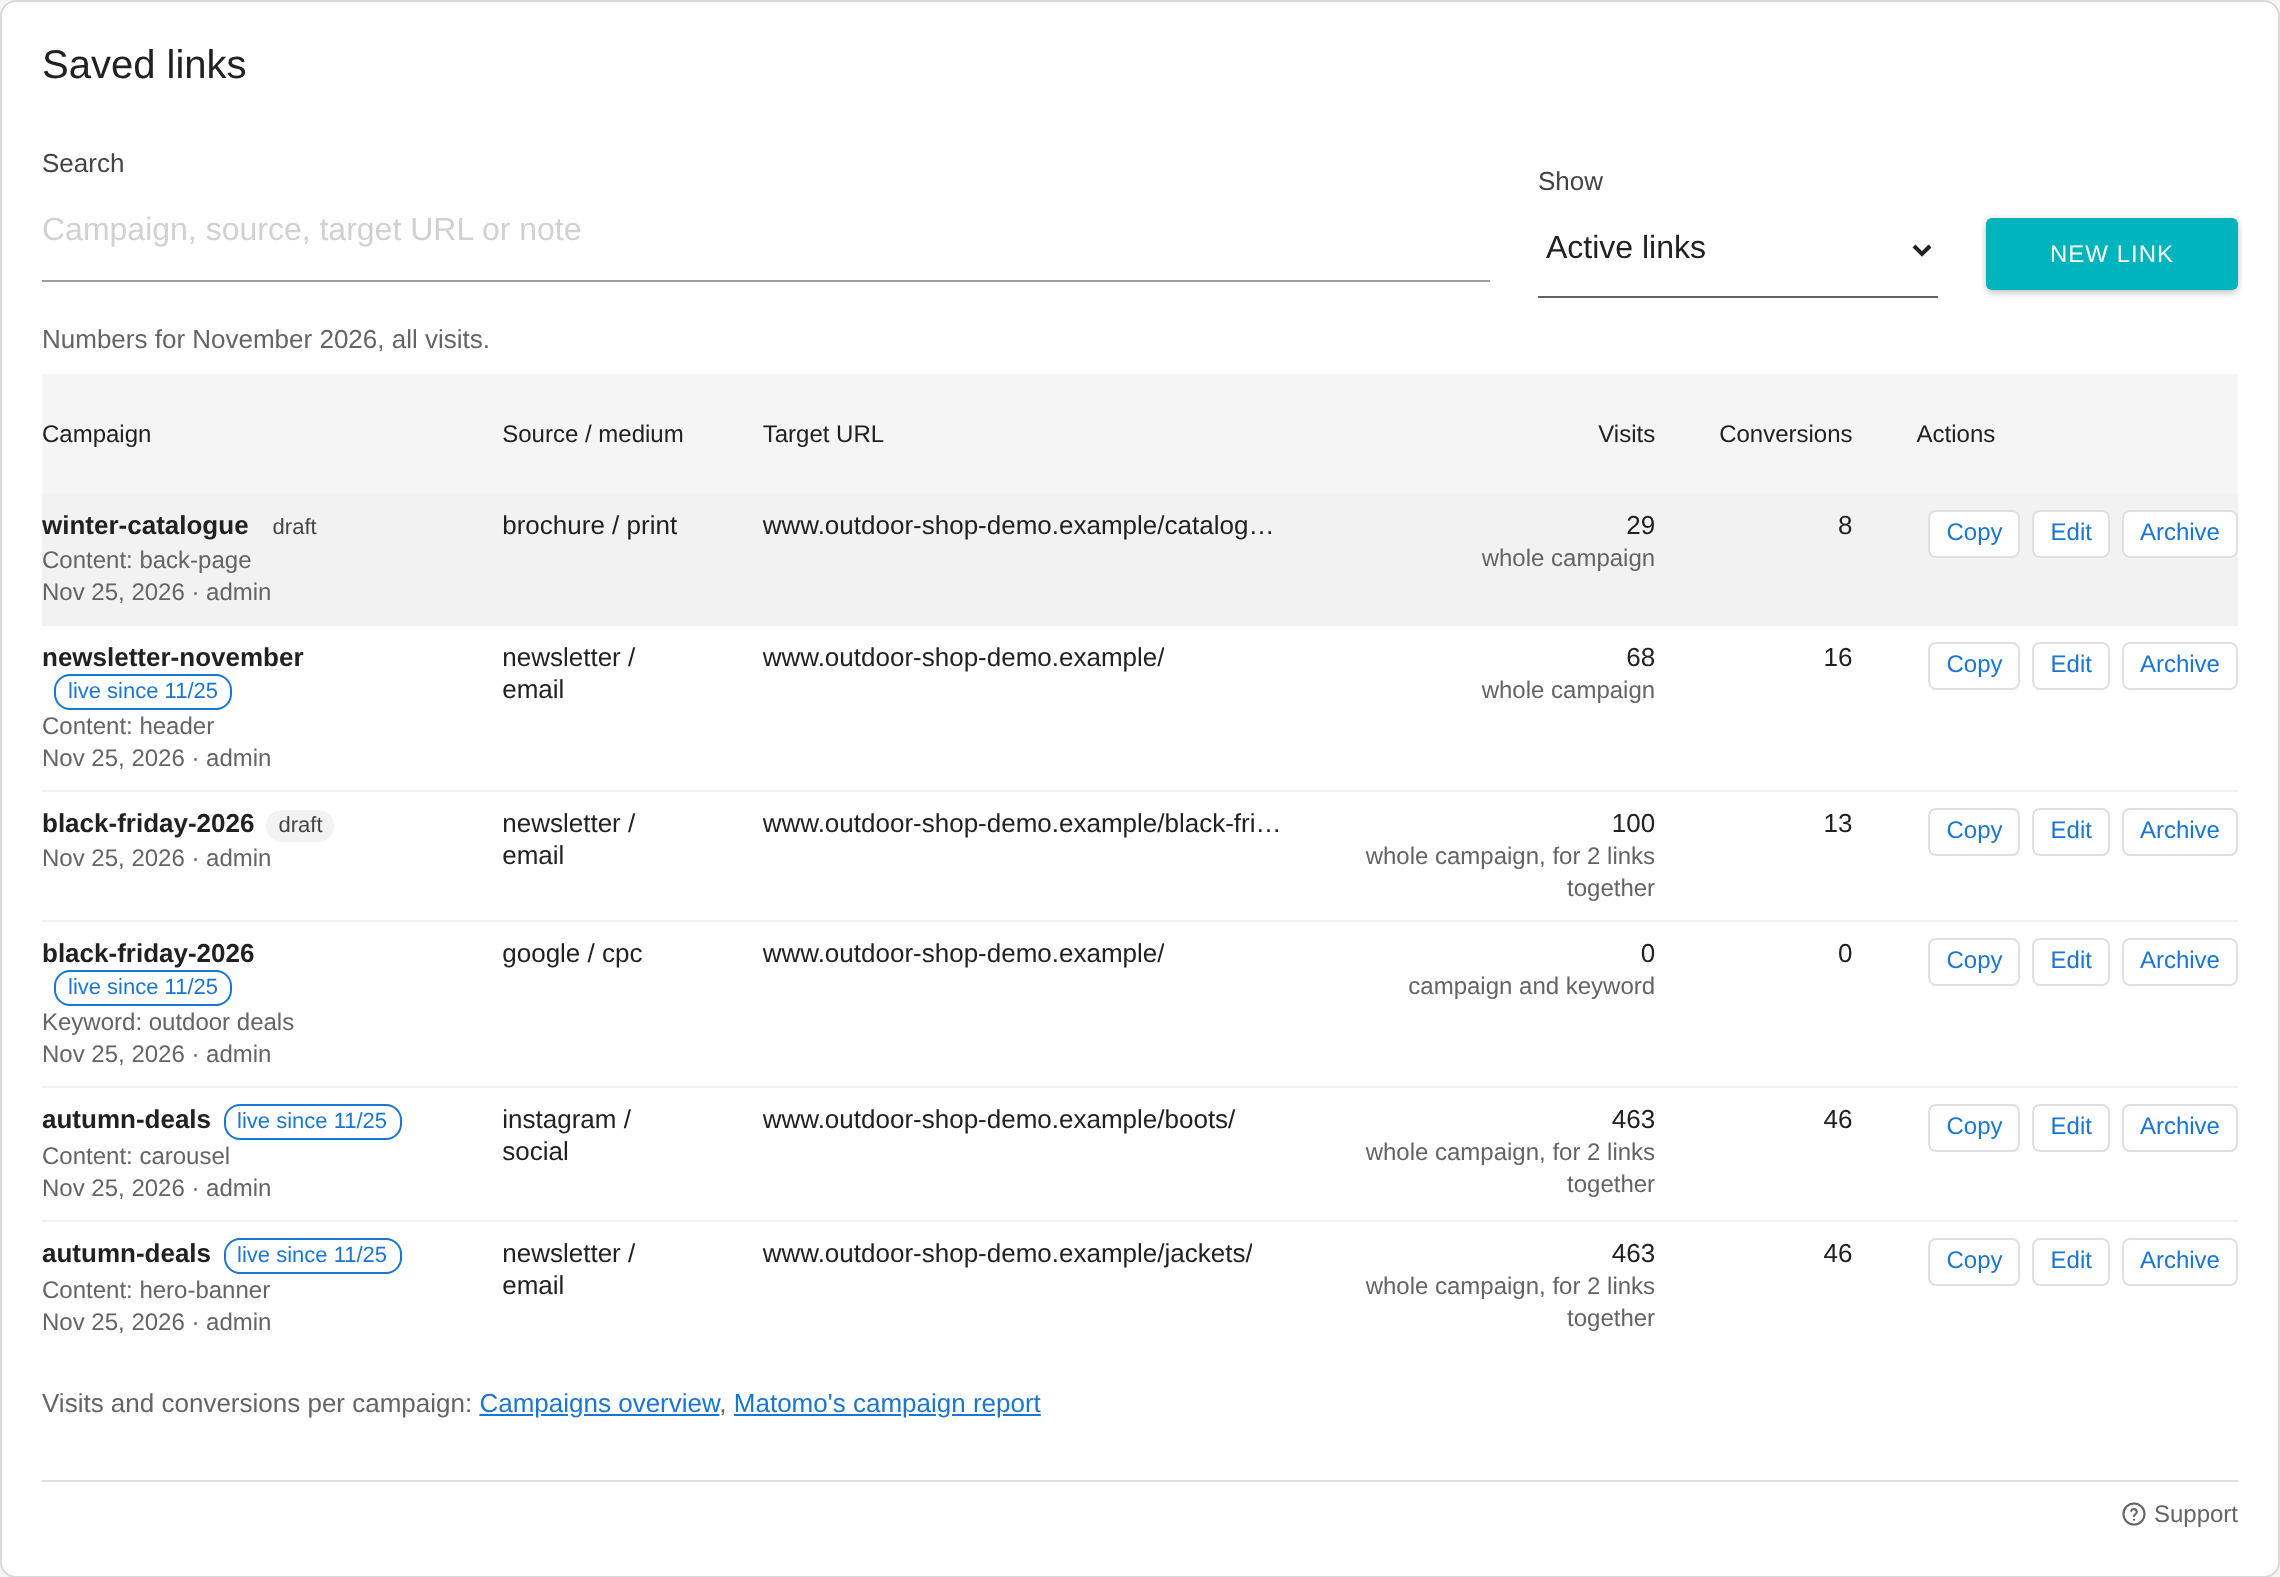 Saved links
Search
Show
Campaign, source, target URL or note
Active links
NEW LINK
Numbers for November 2026, all visits.
Campaign Source / medium Target URL Visits Conversions Actions
winter-catalogue draft brochure / print www.outdoor-shop-demo.example/catalog… 29 8 Copy Edit Archive
Content: back-page whole campaign
Nov 25, 2026 · admin
newsletter-november newsletter / www.outdoor-shop-demo.example/ 68 16 Copy Edit Archive
live since 11/25 email whole campaign
Content: header
Nov 25, 2026 · admin
black-friday-2026 draft newsletter / www.outdoor-shop-demo.example/black-fri… 100 13 Copy Edit Archive
Nov 25, 2026 · admin email whole campaign, for 2 links
together
black-friday-2026 google / cpc www.outdoor-shop-demo.example/ 0 0 Copy Edit Archive
live since 11/25 campaign and keyword
Keyword: outdoor deals
Nov 25, 2026 · admin
autumn-deals live since 11/25 instagram / www.outdoor-shop-demo.example/boots/ 463 46 Copy Edit Archive
Content: carousel social whole campaign, for 2 links
Nov 25, 2026 · admin together
autumn-deals live since 11/25 newsletter / www.outdoor-shop-demo.example/jackets/ 463 46 Copy Edit Archive
Content: hero-banner email whole campaign, for 2 links
Nov 25, 2026 · admin together
Visits and conversions per campaign: Campaigns overview, Matomo's campaign report
Support